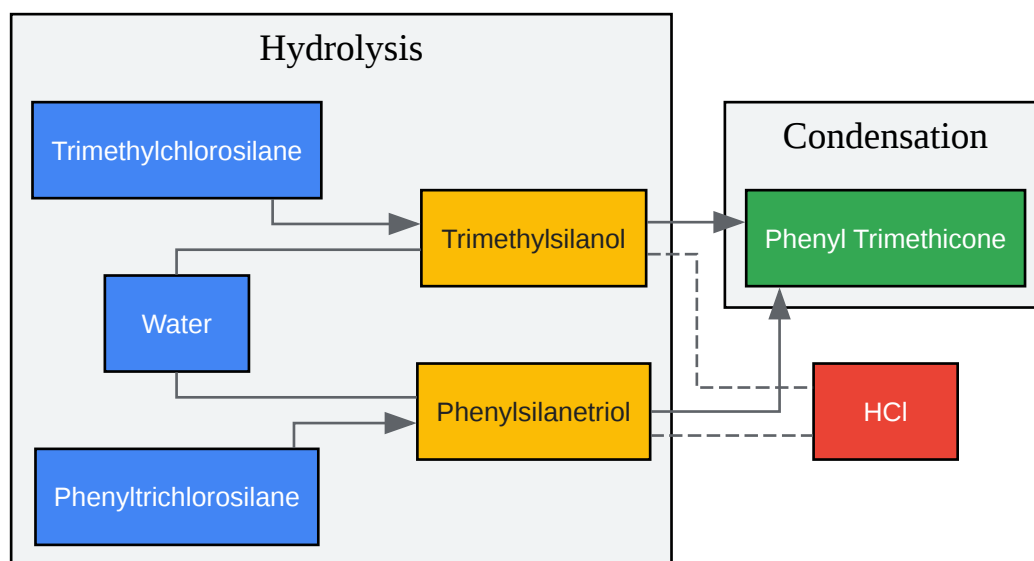 Hydrolysis
Trimethylchlorosilane
Condensation
Trimethylsilanol
Phenyl Trimethicone
Water
Phenylsilanetriol
HCl
Phenyltrichlorosilane